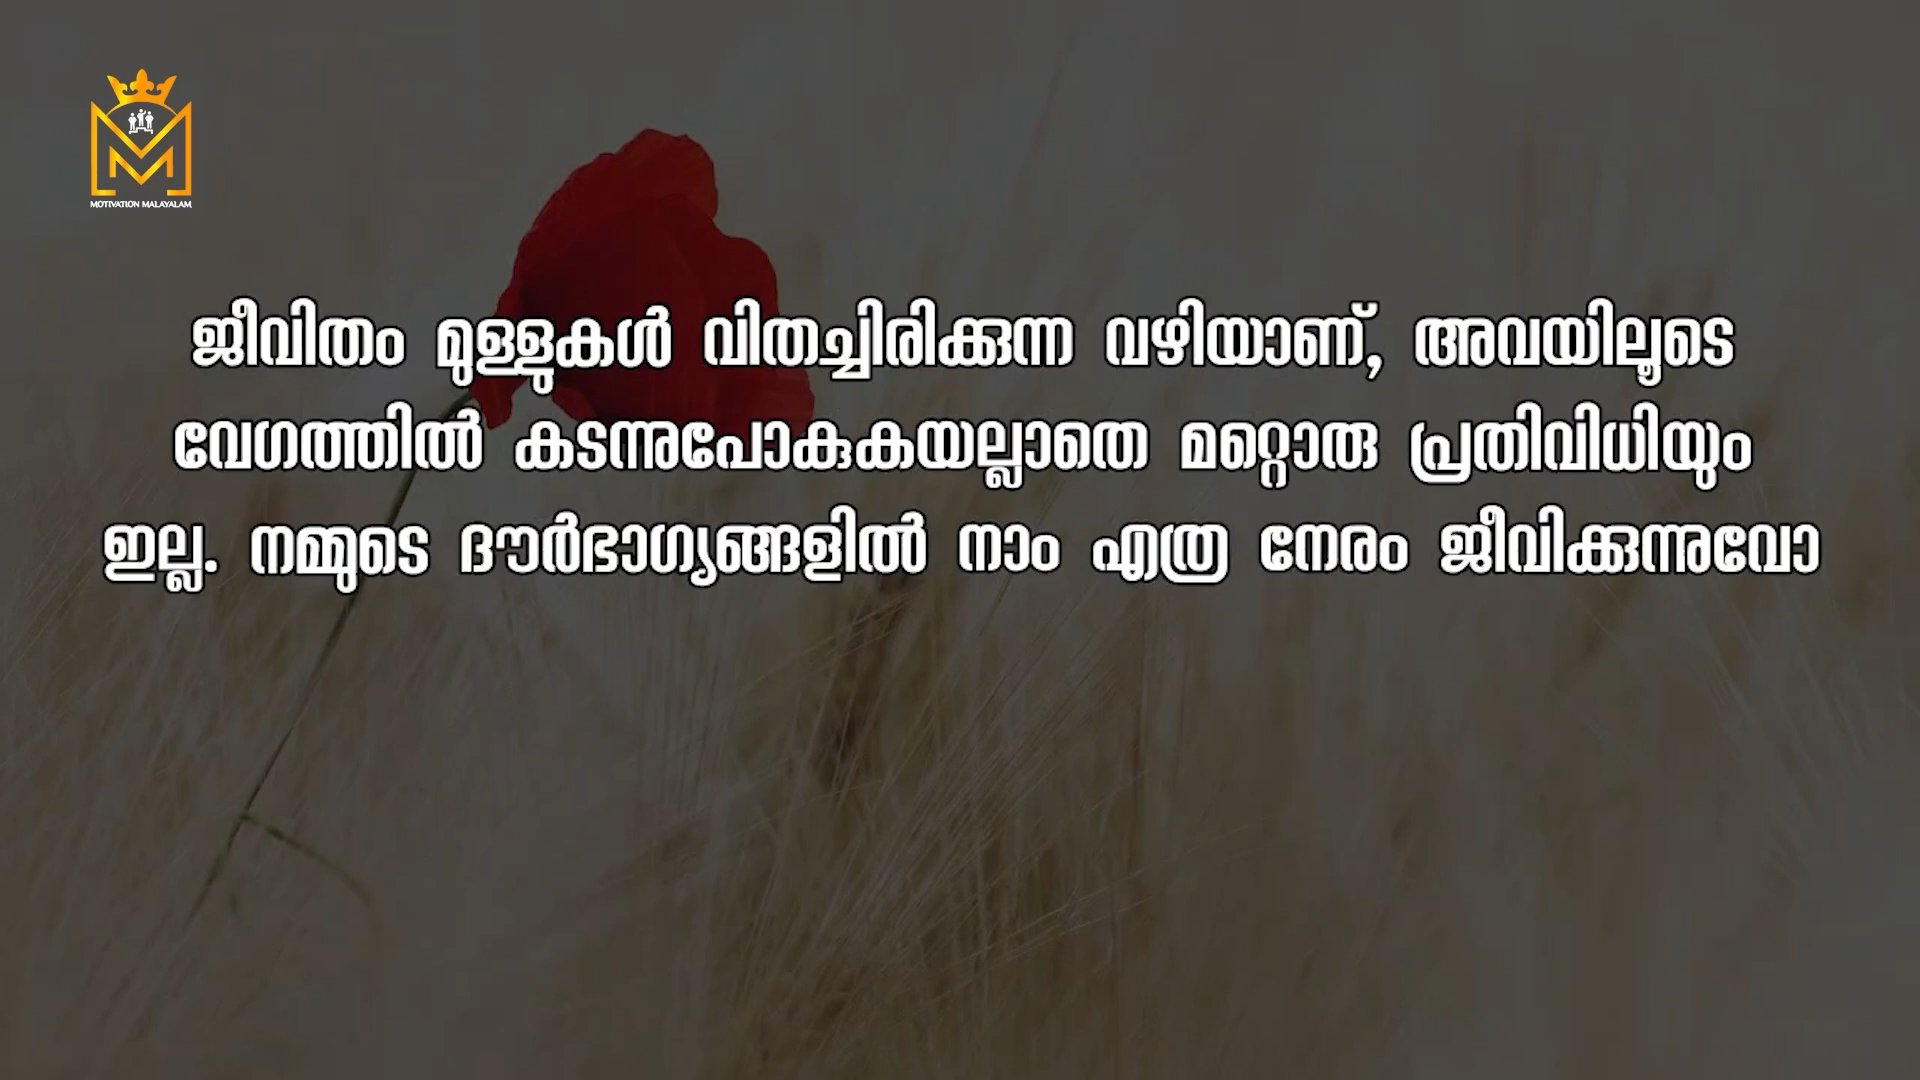 MOTIVATION MALAYALAM
ജീവിതം മുള്ളുകൾ വിതച്ചിരിക്കുന്ന വഴിയാണ്, അവയിലൂടെ
വേഗത്തിൽ കടന്നുപോകുകയല്ലാതെ മറ്റൊരു പ്രതിവിധിയും
ഇല്ല. നമ്മുടെ ദൗർഭാഗ്യങ്ങളിൽ നാം എത്ര നേരം ജീവിക്കുന്നുവോ